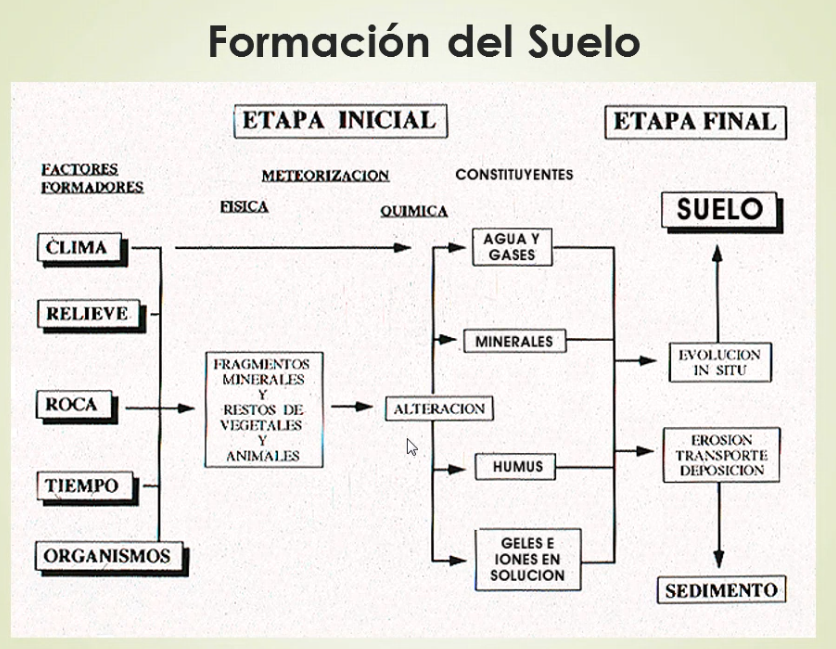 Formación del Suelo
ETAPA INICIAL
ETAPA FINAL
FACTORES
FORMADORES
METEORIZACION
CONSTITUYENTES
FISICA
QUIMICA
CLIMA
RELIEVE
ROCA
TIEMPO
ORGANISMOS
FRAGMENTOS
MINERALES
Y
RESTOS DE
VEGETALES
Y
ANIMALES
ALTERACION
AGUA Y
GASES
MINERALES
HUMUS
GELES E
IONES EN
SOLUCION
SUELO
EVOLUCION
IN SITU
EROSION
TRANSPORTE
DEPOSICION
SEDIMENTO